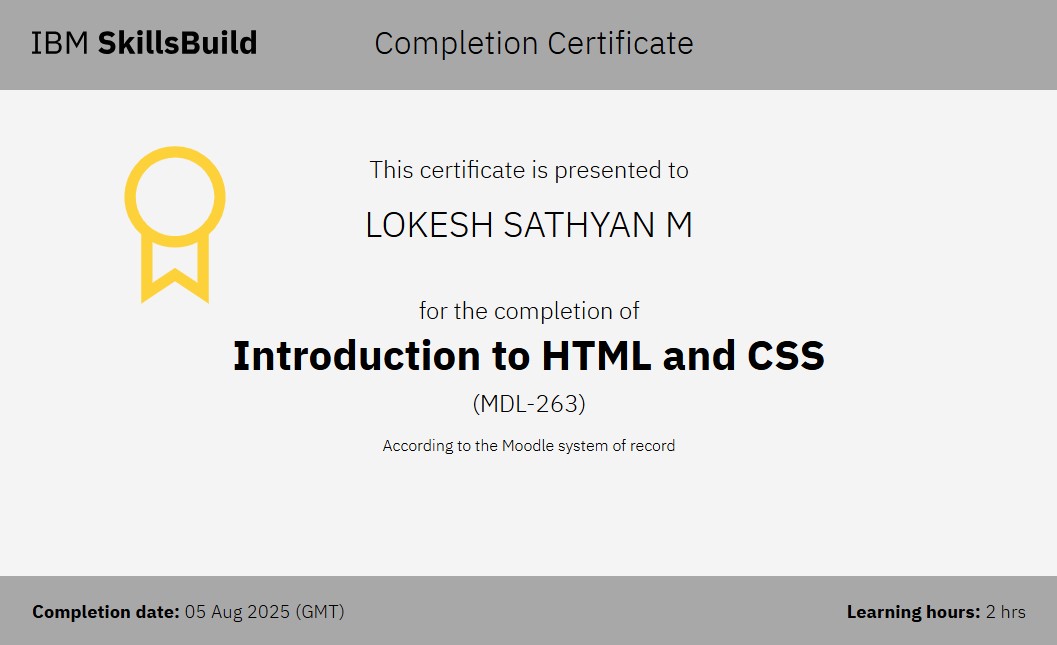 IBM SkillsBuild
Completion Certificate
This certificate is presented to
LOKESH SATHYAN M
for the completion of
Introduction to HTML and CSS
(MDL-263)
According to the Moodle system of record
Completion date: 05 Aug 2025 (GMT)
Learning hours: 2 hrs